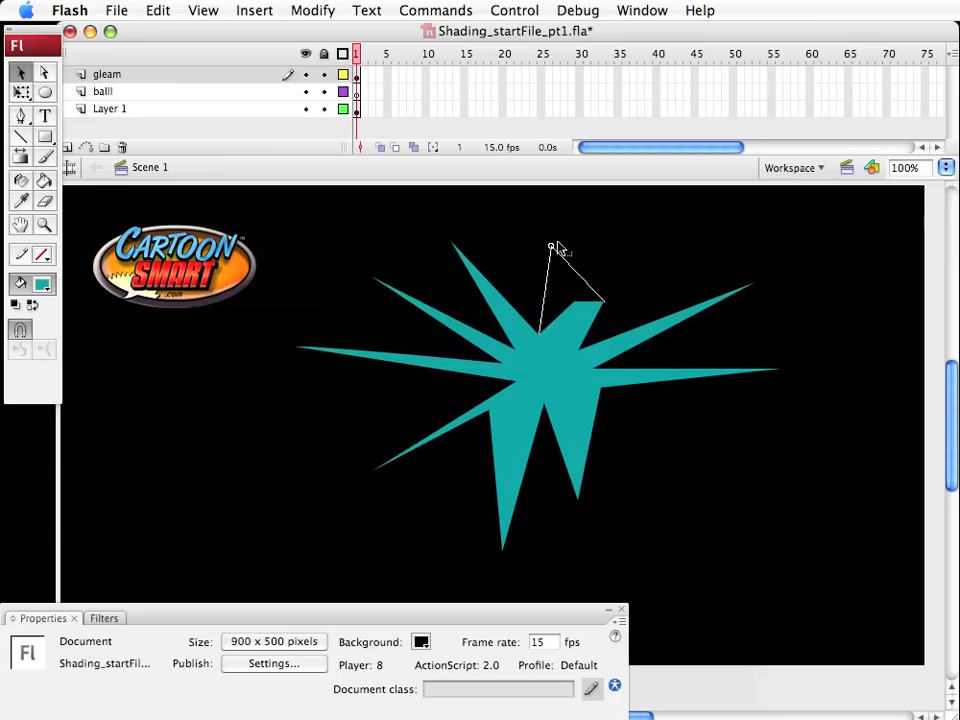 Flash File Edit View Insert Modify Text Commands Control Debug Window Help
Shading_startFile_pt1.fla*
Fl
1 5 10 15 20 25 30 35 40 45 50 55 60 65 70 75
gleam
balll
Layer 1
1 15.0 fps 0.0s
Scene 1
Workspace
100%
CARTOON
SMART
.com
Properties Filters
Fl
Document
Size: 900 x 500 pixels
Background:
Frame rate: 15 fps
Shading_startFil...
Publish: Settings...
Player: 8
ActionScript: 2.0
Profile: Default
Document class: